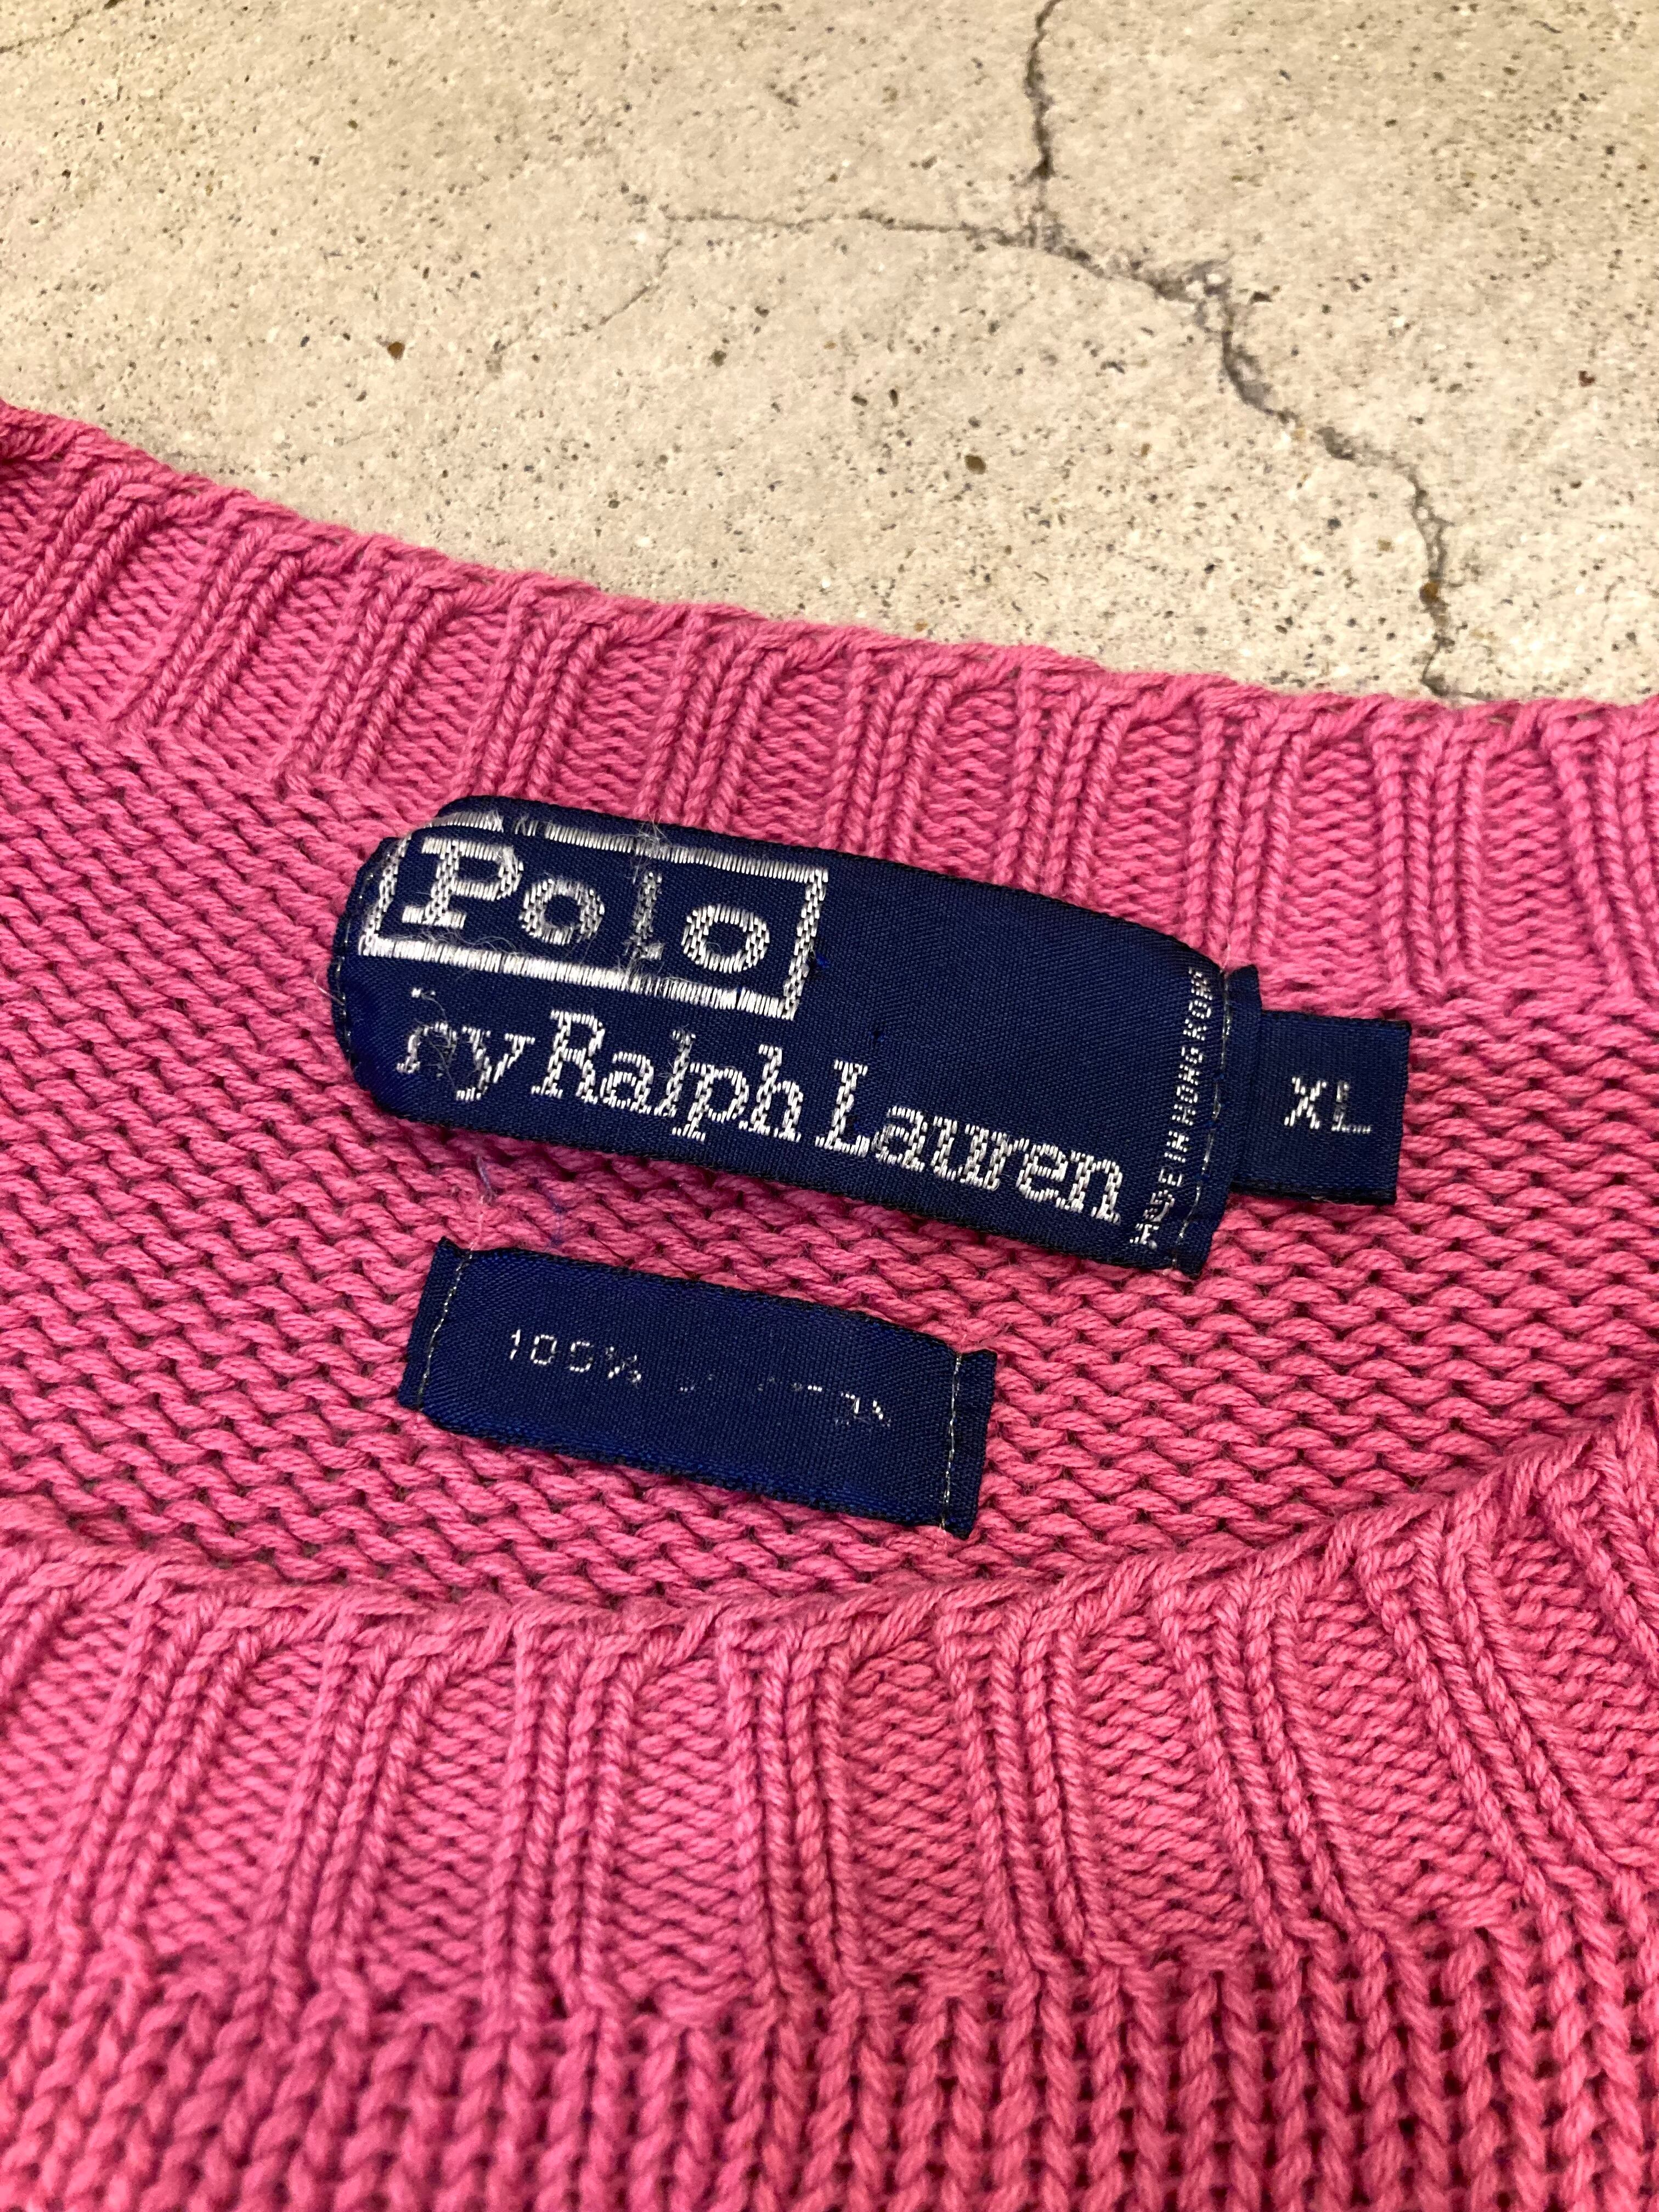 Polo
by Ralph Lauren
MADE IN HONG KONG
XL
100%